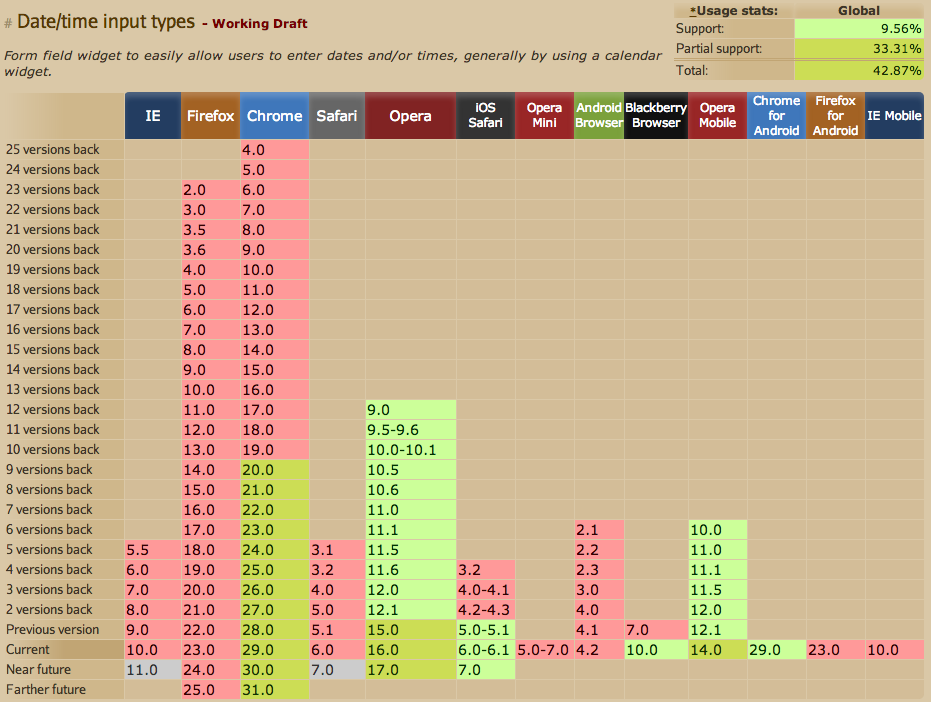 # Date/time input types - Working Draft
Form field widget to easily allow users to enter dates and/or times, generally by using a calendar
widget.
*Usage stats: Global
Support: 9.56%
Partial support: 33.31%
Total: 42.87%
IE Firefox Chrome Safari Opera iOS Safari Opera Mini Android Browser Blackberry Browser Opera Mobile Chrome for Android Firefox for Android IE Mobile
25 versions back 4.0
24 versions back 5.0
23 versions back 2.0 6.0
22 versions back 3.0 7.0
21 versions back 3.5 8.0
20 versions back 3.6 9.0
19 versions back 4.0 10.0
18 versions back 5.0 11.0
17 versions back 6.0 12.0
16 versions back 7.0 13.0
15 versions back 8.0 14.0
14 versions back 9.0 15.0
13 versions back 10.0 16.0
12 versions back 11.0 17.0 9.0
11 versions back 12.0 18.0 9.5-9.6
10 versions back 13.0 19.0 10.0-10.1
9 versions back 14.0 20.0 10.5
8 versions back 15.0 21.0 10.6
7 versions back 16.0 22.0 11.0
6 versions back 17.0 23.0 11.1 2.1 10.0
5 versions back 5.5 18.0 24.0 3.1 11.5 2.2 11.0
4 versions back 6.0 19.0 25.0 3.2 11.6 3.2 2.3 11.1
3 versions back 7.0 20.0 26.0 4.0 12.0 4.0-4.1 3.0 11.5
2 versions back 8.0 21.0 27.0 5.0 12.1 4.2-4.3 4.0 12.0
Previous version 9.0 22.0 28.0 5.1 15.0 5.0-5.1 4.1 7.0 12.1
Current 10.0 23.0 29.0 6.0 16.0 6.0-6.1 5.0-7.0 4.2 10.0 14.0 29.0 23.0 10.0
Near future 11.0 24.0 30.0 7.0 17.0 7.0
Farther future 25.0 31.0